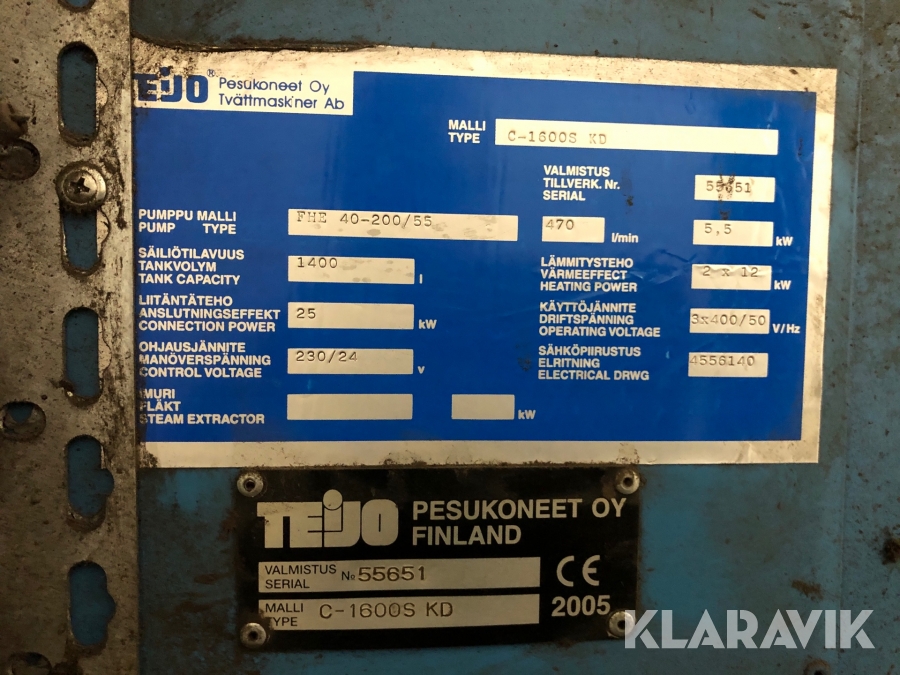 TEIJO® Pesukoneet Oy
Tvättmaskiner Ab
MALLI
TYPE C-1600S KD
VALMISTUS
TILLVERK. Nr.
SERIAL 55651
PUMPPU MALLI
PUMP TYPE FHE 40-200/55 470 l/min 5,5 kW
SÄILIÖTILAVUUS
TANKVOLYM
TANK CAPACITY 1400 l
LÄMMITYSTEHO
VÄRMEEFFECT
HEATING POWER 2 x 12 kW
LIITÄNTÄTEHO
ANSLUTNINGSEFFEKT
CONNECTION POWER 25 kW
KÄYTTÖJÄNNITE
DRIFTSPÄNNING
OPERATING VOLTAGE 3x400/50 V/Hz
OHJAUSJÄNNITE
MANÖVERSPÄNNING
CONTROL VOLTAGE 230/24 v
SÄHKÖPIIRUSTUS
ELRITNING
ELECTRICAL DRWG 4556140
IMURI
FLÄKT
STEAM EXTRACTOR kW
TEIJO PESUKONEET OY
FINLAND
VALMISTUS
SERIAL № 55651
MALLI
TYPE C-1600S KD
CE
2005
KLARAVIK